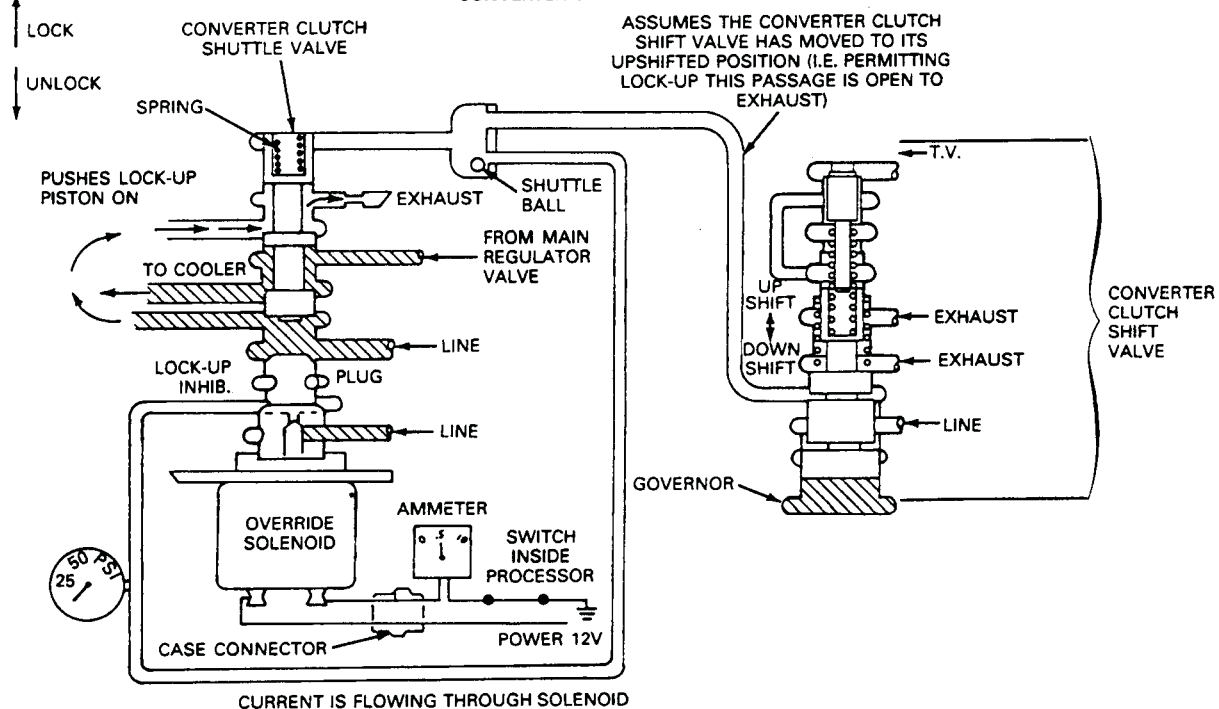 LOCK
UNLOCK
CONVERTER CLUTCH
SHUTTLE VALVE
SPRING
ASSUMES THE CONVERTER CLUTCH
SHIFT VALVE HAS MOVED TO ITS
UPSHIFTED POSITION (I.E. PERMITTING
LOCK-UP THIS PASSAGE IS OPEN TO
EXHAUST)
T.V.
PUSHES LOCK-UP
PISTON ON
EXHAUST
SHUTTLE
BALL
FROM MAIN
REGULATOR
VALVE
TO COOLER
UP
SHIFT
DOWN
SHIFT
EXHAUST
EXHAUST
CONVERTER
CLUTCH
SHIFT
VALVE
LINE
LOCK-UP
INHIB.
PLUG
LINE
LINE
GOVERNOR
OVERRIDE
SOLENOID
AMMETER
0 .5 10
SWITCH
INSIDE
PROCESSOR
25 50 PSI
POWER 12V
CASE CONNECTOR
CURRENT IS FLOWING THROUGH SOLENOID